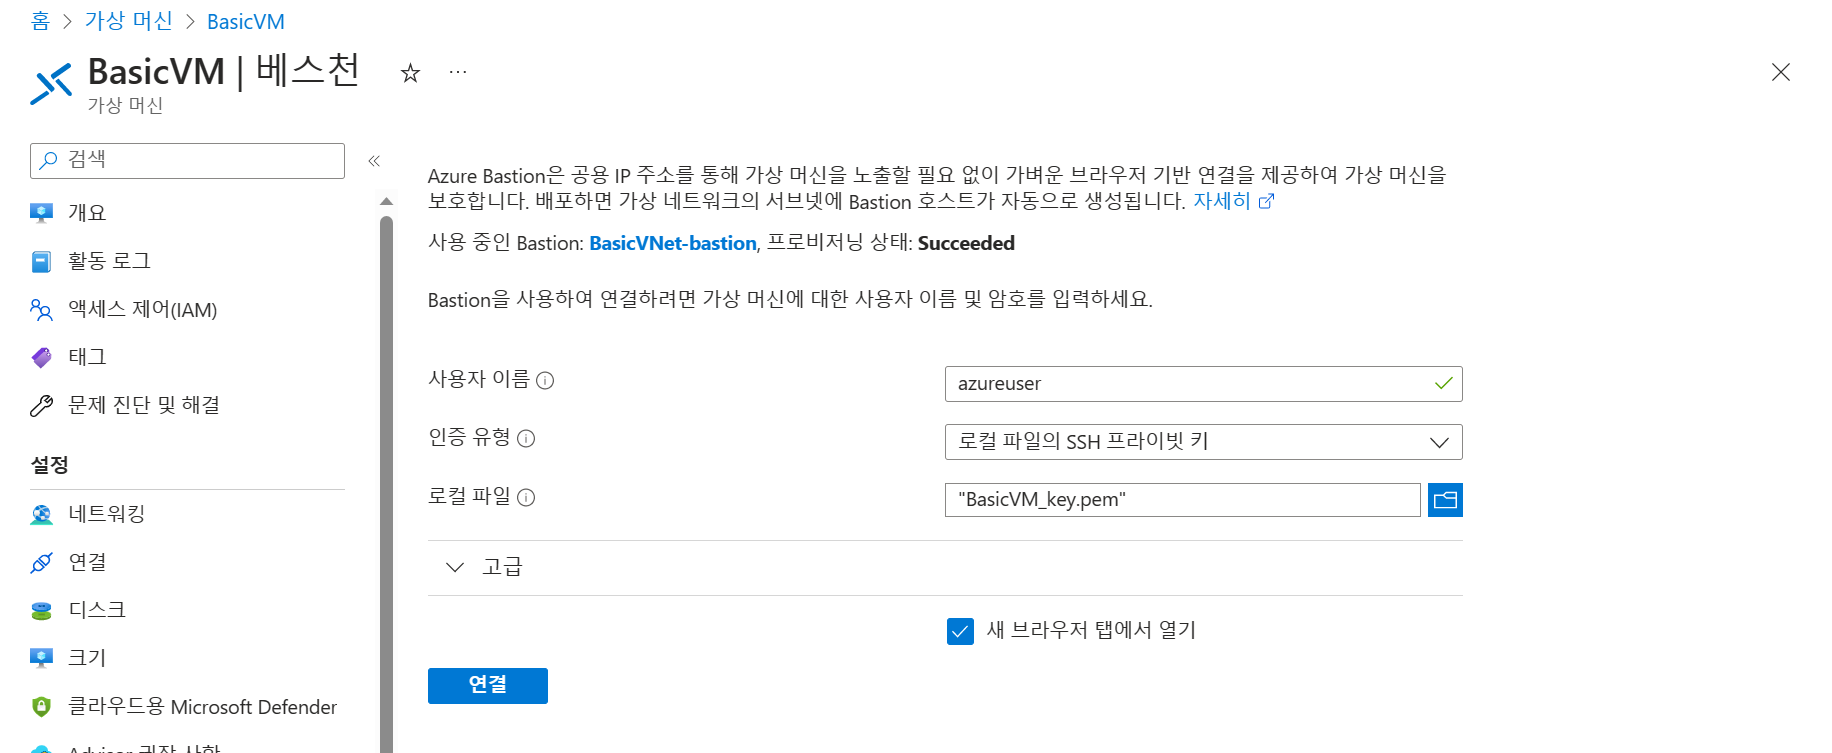 홈 > 가상 머신 > BasicVM
BasicVM | 베스천
가상 머신
검색
개요
활동 로그
액세스 제어(IAM)
태그
문제 진단 및 해결
설정
네트워킹
연결
디스크
크기
클라우드용 Microsoft Defender
Azure Bastion은 공용 IP 주소를 통해 가상 머신을 노출할 필요 없이 가벼운 브라우저 기반 연결을 제공하여 가상 머신을
보호합니다. 배포하면 가상 네트워크의 서브넷에 Bastion 호스트가 자동으로 생성됩니다. 자세히
사용 중인 Bastion: BasicVNet-bastion, 프로비저닝 상태: Succeeded
Bastion을 사용하여 연결하려면 가상 머신에 대한 사용자 이름 및 암호를 입력하세요.
사용자 이름
azureuser
인증 유형
로컬 파일의 SSH 프라이빗 키
로컬 파일
"BasicVM_key.pem"
고급
새 브라우저 탭에서 열기
연결